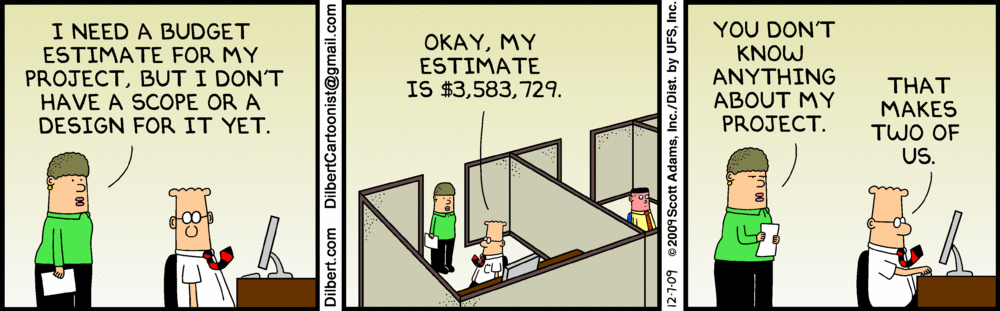 I NEED A BUDGET
ESTIMATE FOR MY
PROJECT, BUT I DON'T
HAVE A SCOPE OR A
DESIGN FOR IT YET.
Dilbert.com DilbertCartoonist@gmail.com
OKAY, MY
ESTIMATE
IS $3,583,729.
12-7-09 ©2009 Scott Adams, Inc./Dist. by UFS, Inc.
YOU DON'T
KNOW
ANYTHING
ABOUT MY
PROJECT.
THAT
MAKES
TWO OF
US.